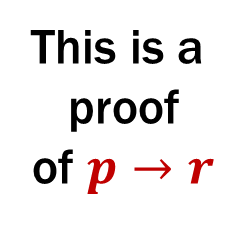 This is a
proof
of p → r